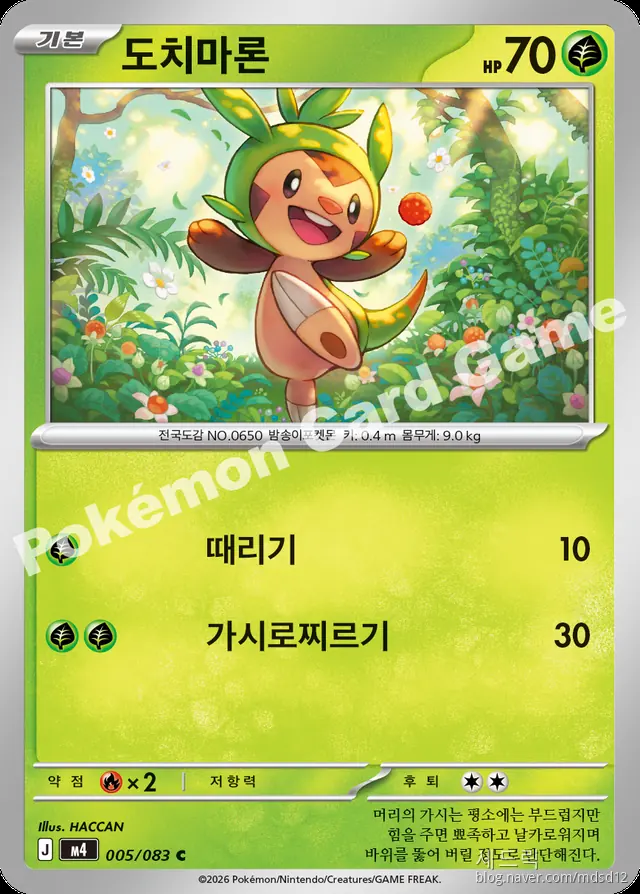 기본
도치마론
HP 70
전국도감 NO.0650 밤송이포켓몬 키: 0.4 m 몸무게: 9.0 kg
Pokémon Card Game
때리기 10
가시로찌르기 30
약점 ×2 저항력 후퇴
Illus. HACCAN
머리의 가시는 평소에는 부드럽지만
힘을 주면 뾰족하고 날카로워지며
바위를 뚫어 버릴 정도로 단단해진다.
J M4 005/083 C
©2026 Pokémon/Nintendo/Creatures/GAME FREAK.
blog.naver.com/mdsd12